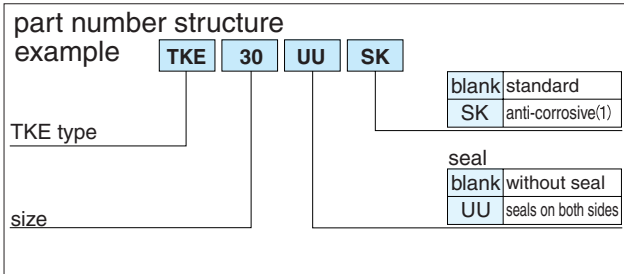 part number structure
example TKE 30 UU SK
blank standard
SK anti-corrosive(1)
TKE type
seal
blank without seal
UU seals on both sides
size